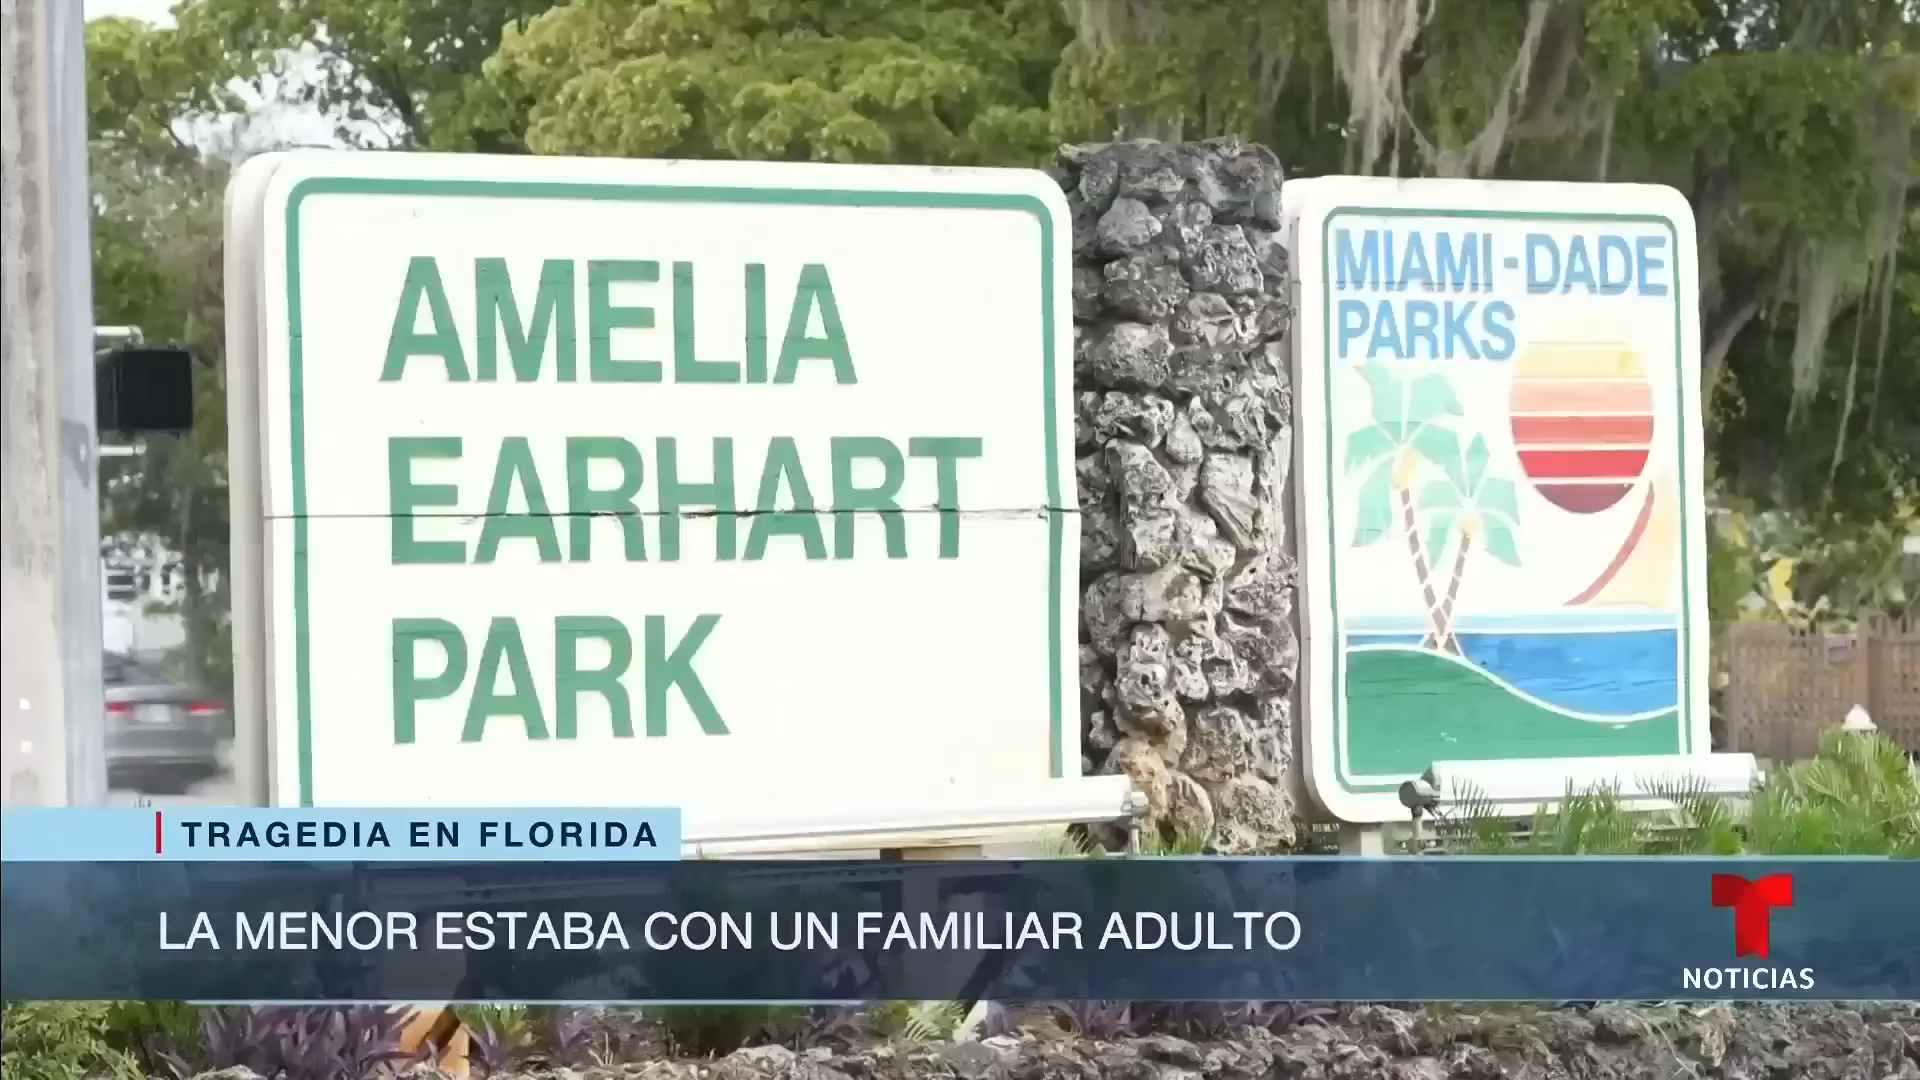 AMELIA
EARHART
PARK
MIAMI-DADE
PARKS
TRAGEDIA EN FLORIDA
LA MENOR ESTABA CON UN FAMILIAR ADULTO
NOTICIAS